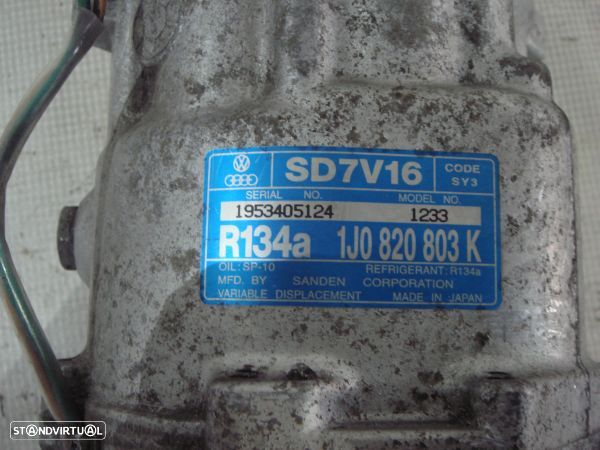 SD7V16
CODE
SY3
SERIAL NO.
MODEL NO.
1953405124
1233
R134a 1J0 820 803 K
OIL: SP-10
REFRIGERANT: R134a
MFD. BY SANDEN CORPORATION
VARIABLE DISPLACEMENT MADE IN JAPAN
STANDVIRTUAL